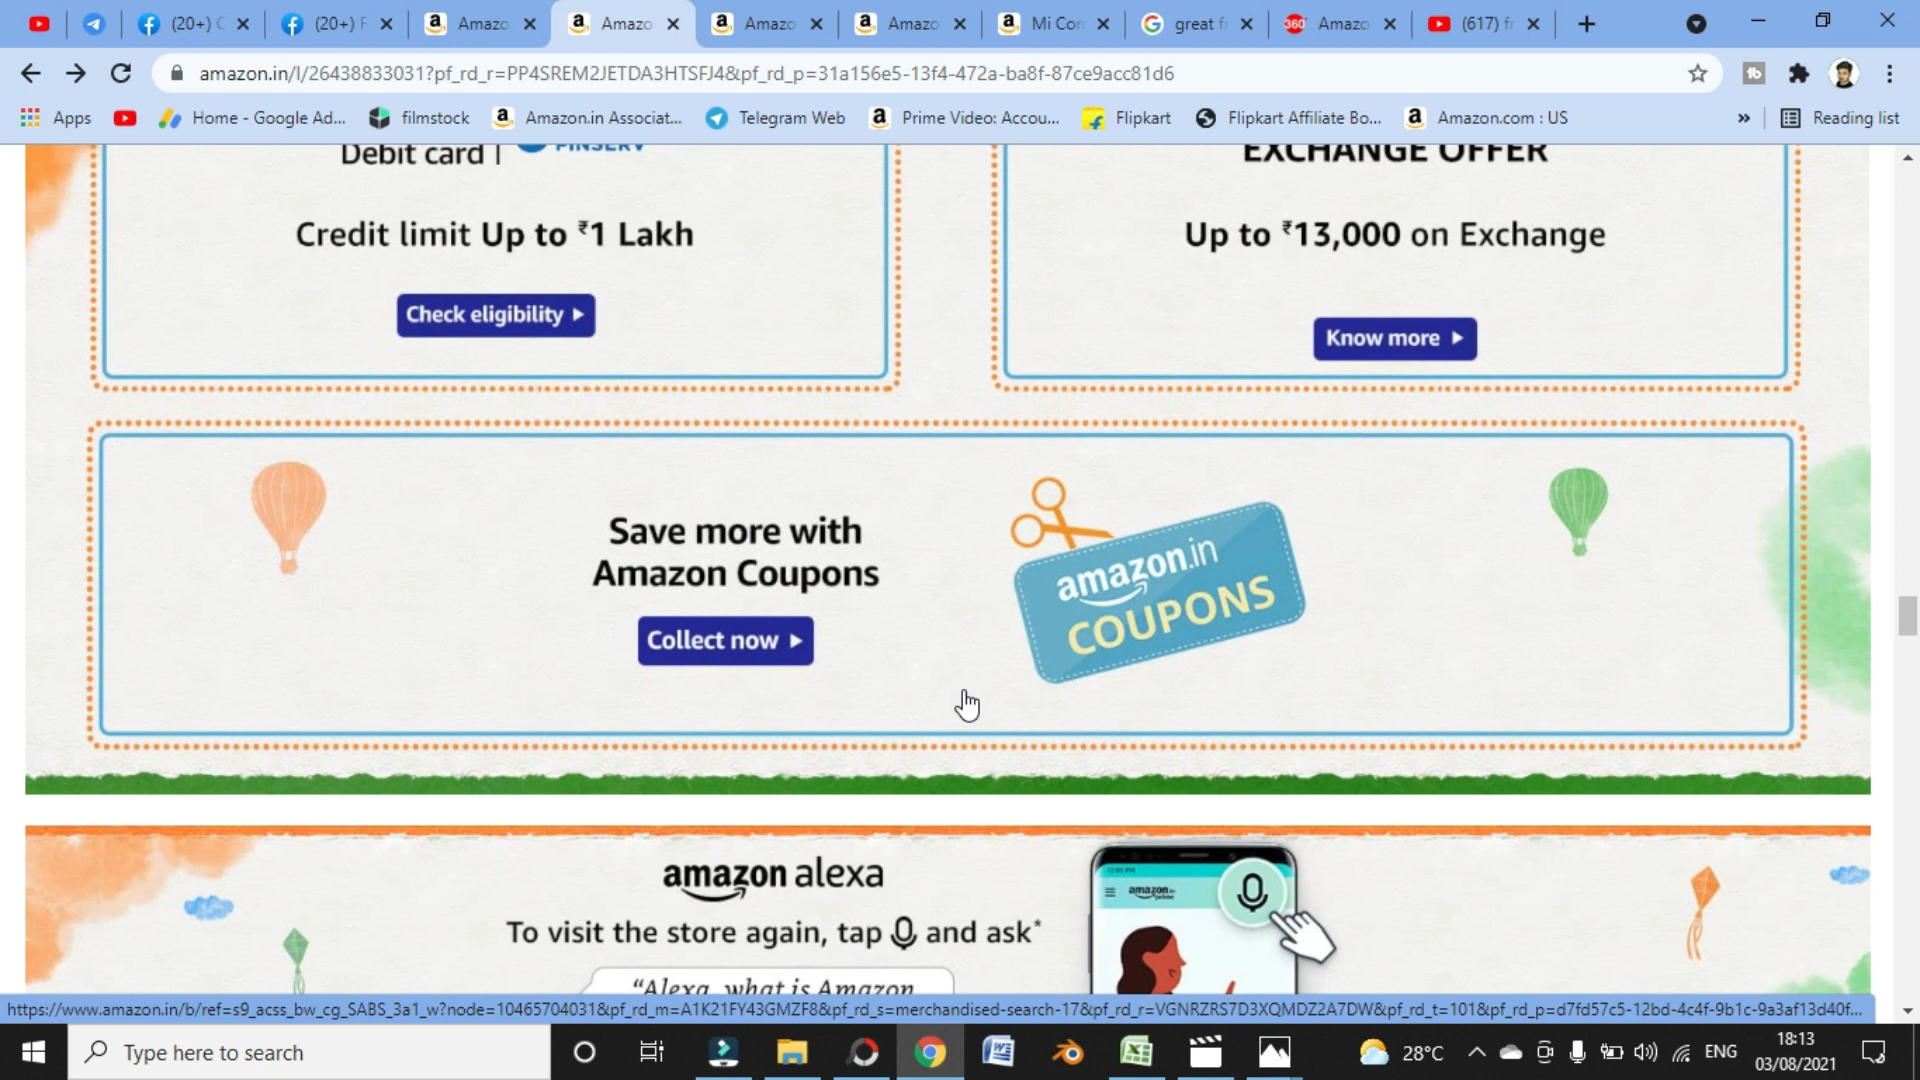 (20+) C
(20+) F
Amazo
Amazo
Amazo
Amazo
Mi Con
great f
360
Amazo
(617) fr
amazon.in/l/26438833031?pf_rd_r=PP4SREM2JETDA3HTSFJ4&pf_rd_p=31a156e5-13f4-472a-ba8f-87ce9acc81d6
Apps
Home - Google Ad...
filmstock
Amazon.in Associat...
Telegram Web
Prime Video: Accou...
Flipkart
Flipkart Affiliate Bo...
Amazon.com : US
»
Reading list
Debit card | FINSERV
Credit limit Up to ₹1 Lakh
Check eligibility
EXCHANGE OFFER
Up to ₹13,000 on Exchange
Know more
Save more with
Amazon Coupons
Collect now
amazon.in
COUPONS
amazon alexa
To visit the store again, tap and ask*
"Alexa, what is Amazon
amazon.in
prime
https://www.amazon.in/b/ref=s9_acss_bw_cg_SABS_3a1_w?node=10465704031&pf_rd_m=A1K21FY43GMZF8&pf_rd_s=merchandised-search-17&pf_rd_r=VGNRZRS7D3XQMDZ2A7DW&pf_rd_t=101&pf_rd_p=d7fd57c5-12bd-4c4f-9b1c-9a3af13d40f...
Type here to search
28°C
ENG
18:13
03/08/2021